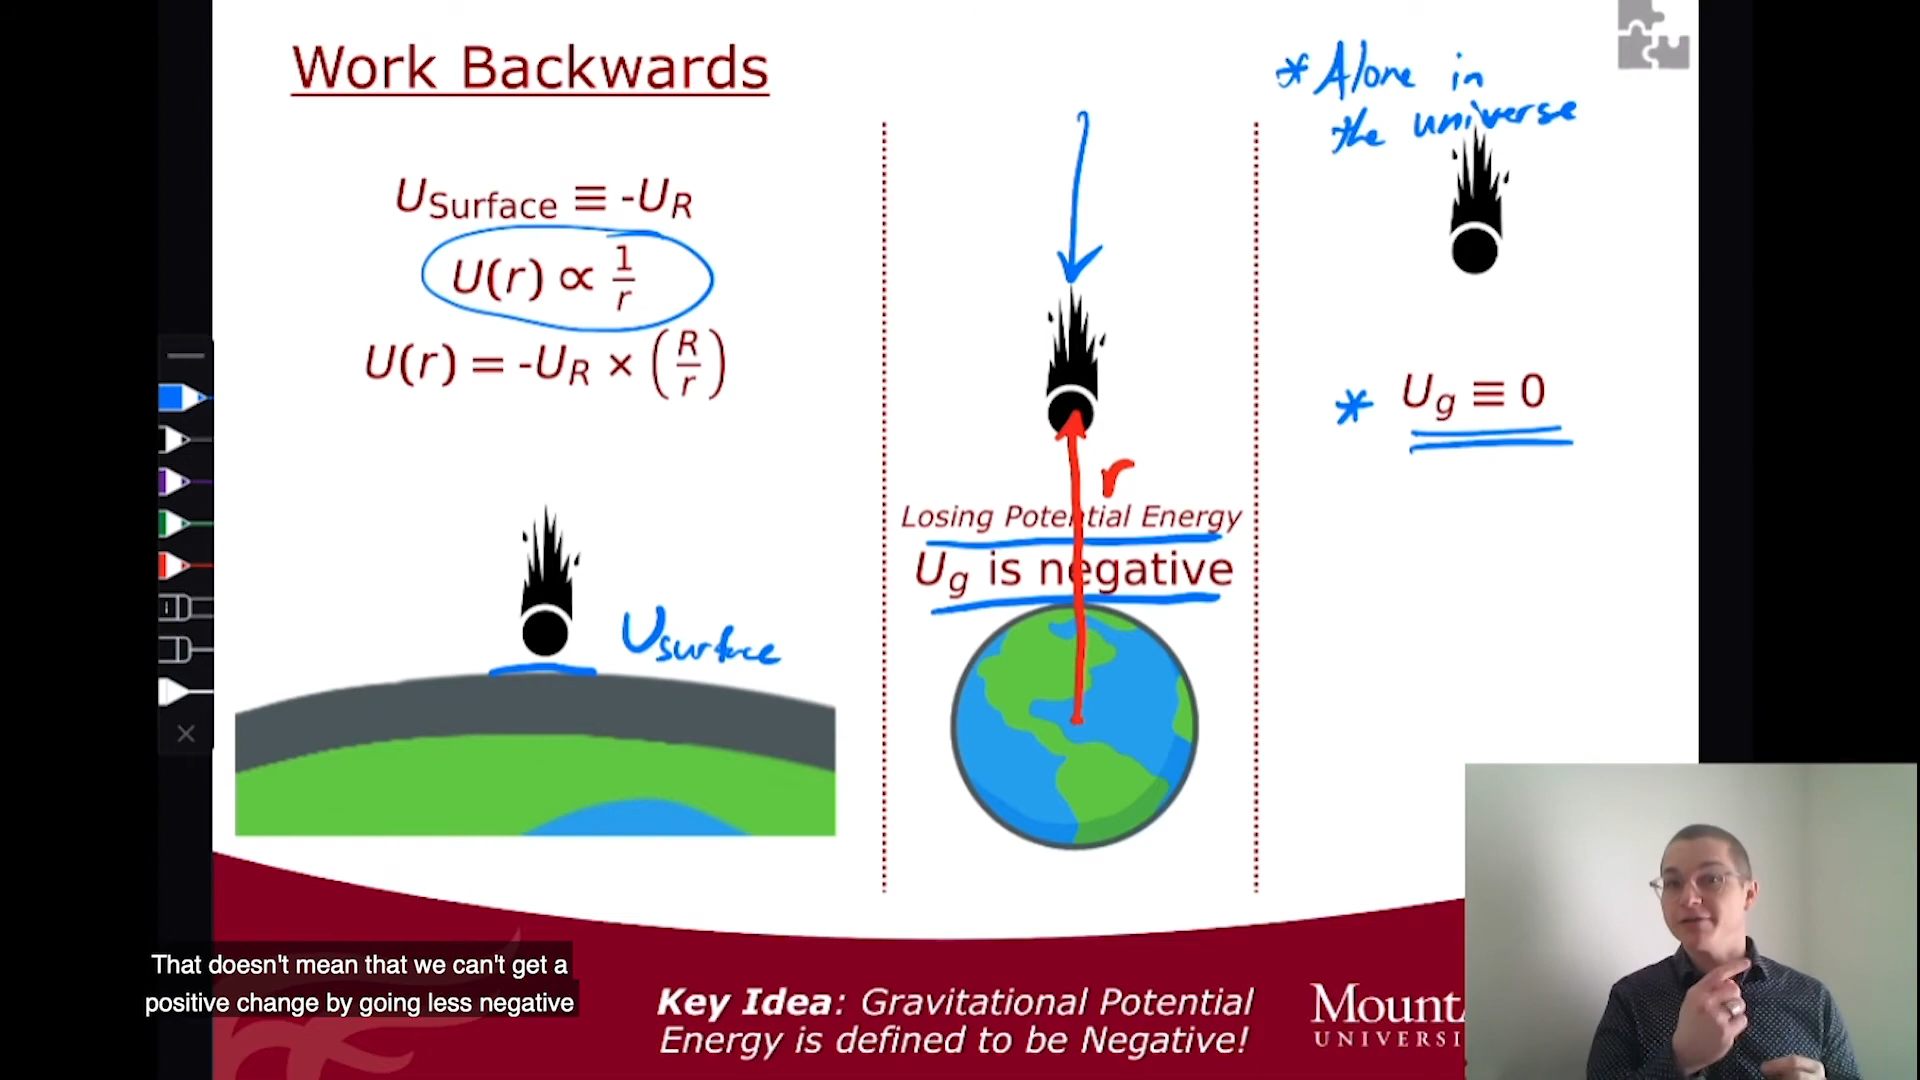 Work Backwards
* Alone in
the universe
U_Surface ≡ -U_R
U(r) ∝ 1/r
U(r) = -U_R × (R/r)
* U_g ≡ 0
r
Losing Potential Energy
U_g is negative
U_surface
That doesn't mean that we can't get a
positive change by going less negative
Key Idea: Gravitational Potential
Energy is defined to be Negative!
Mount
UNIVERSI